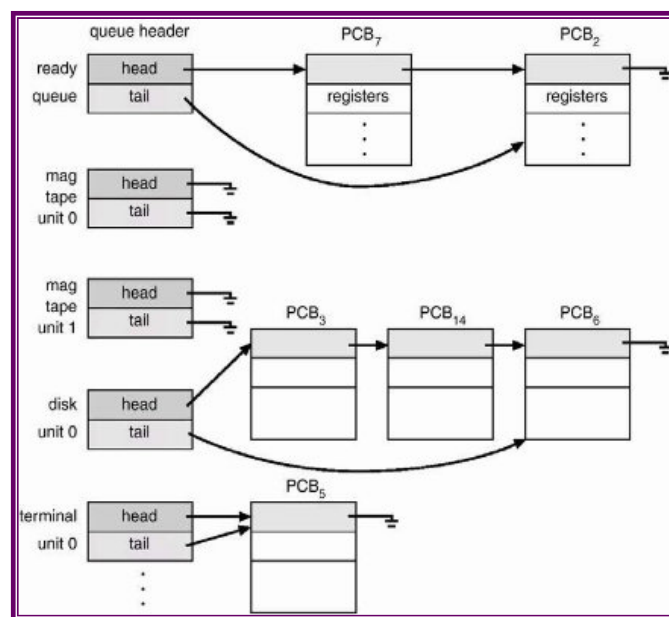 queue header
PCB7
PCB2
ready
queue
head
tail
registers
registers
mag
tape
unit 0
head
tail
mag
tape
unit 1
head
tail
PCB3
PCB14
PCB6
disk
unit 0
head
tail
PCB5
terminal
unit 0
head
tail